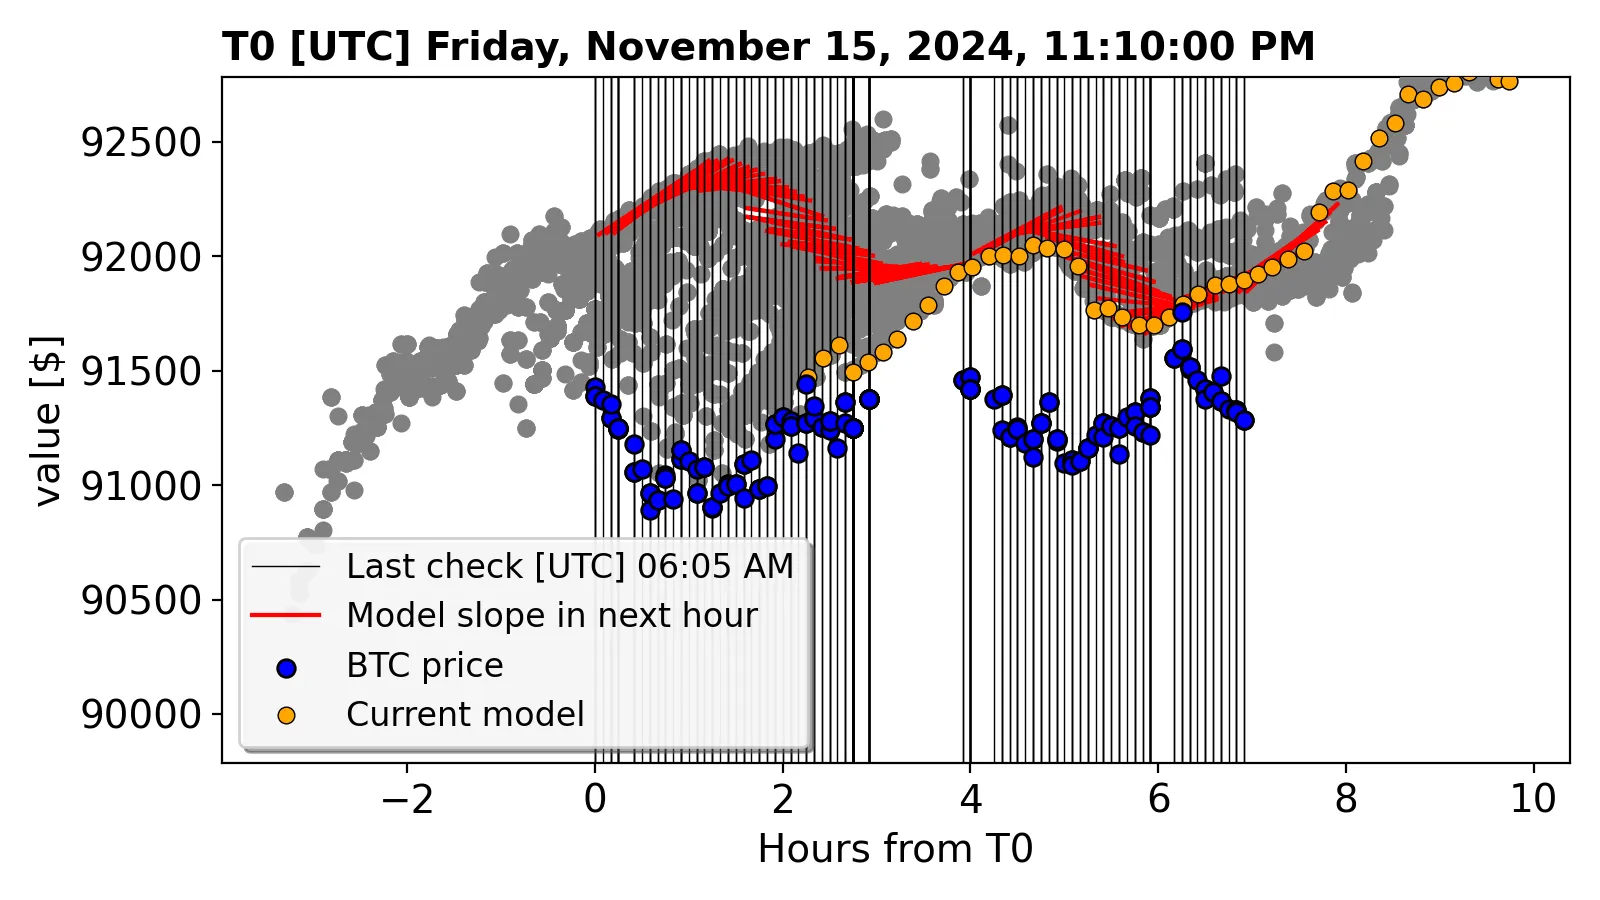 T0 [UTC] Friday, November 15, 2024, 11:10:00 PM
value [$]
92500
92000
91500
91000
90500
90000
Last check [UTC] 06:05 AM
Model slope in next hour
BTC price
Current model
−2 0 2 4 6 8 10
Hours from T0